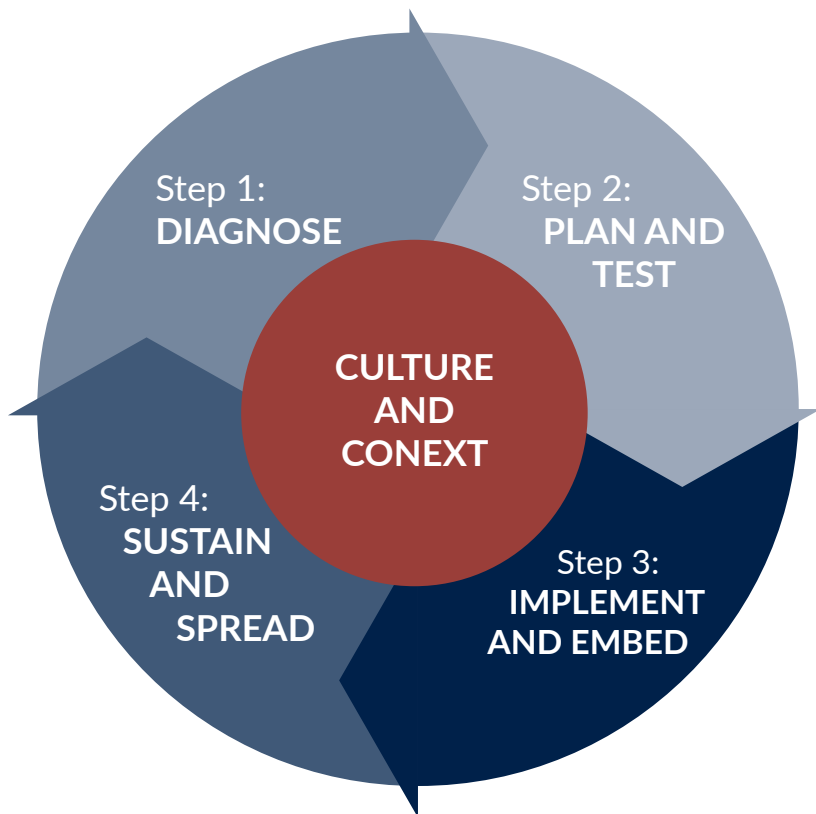 Step 1:
DIAGNOSE
Step 2:
PLAN AND
TEST
CULTURE
AND
CONEXT
Step 3:
IMPLEMENT
AND EMBED
Step 4:
SUSTAIN
AND
SPREAD